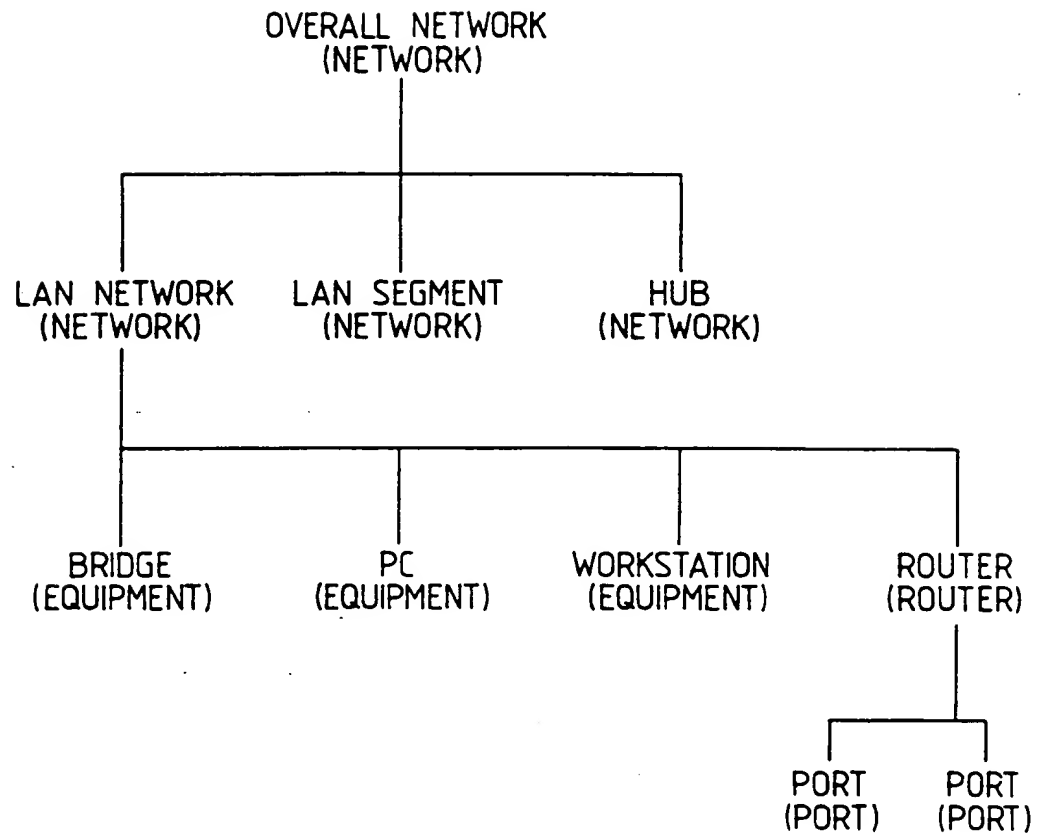 OVERALL NETWORK
(NETWORK)
LAN NETWORK
(NETWORK)
LAN SEGMENT
(NETWORK)
HUB
(NETWORK)
BRIDGE
(EQUIPMENT)
PC
(EQUIPMENT)
WORKSTATION
(EQUIPMENT)
ROUTER
(ROUTER)
PORT
(PORT)
PORT
(PORT)